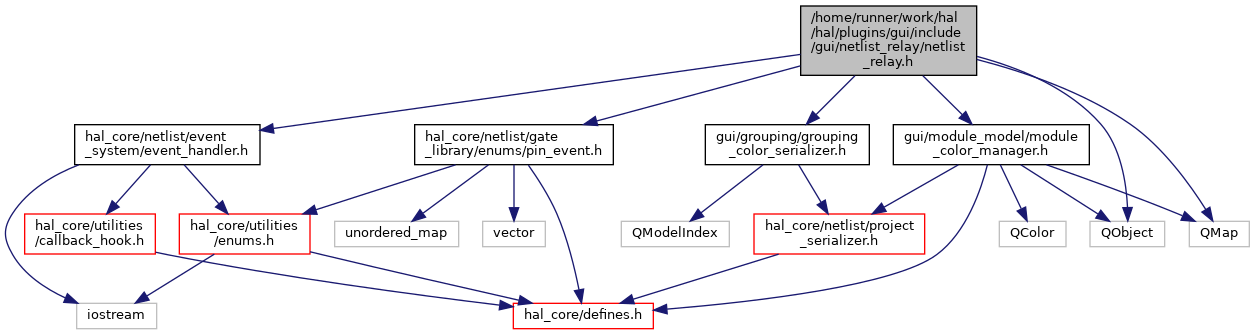 /home/runner/work/hal
/hal/plugins/gui/include
/gui/netlist_relay/netlist
_relay.h
hal_core/netlist/event
_system/event_handler.h
hal_core/netlist/gate
_library/enums/pin_event.h
gui/grouping/grouping
_color_serializer.h
gui/module_model/module
_color_manager.h
hal_core/utilities
/callback_hook.h
hal_core/utilities
/enums.h
unordered_map
vector
QModelIndex
hal_core/netlist/project
_serializer.h
QColor
QObject
QMap
iostream
hal_core/defines.h